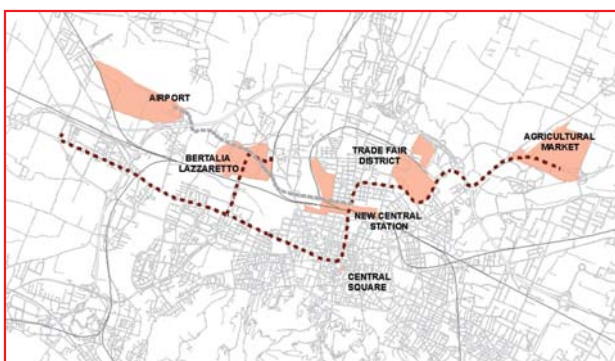 AIRPORT
BERTALIA
LAZZARETTO
TRADE FAIR
DISTRICT
AGRICULTURAL
MARKET
NEW CENTRAL
STATION
CENTRAL
SQUARE